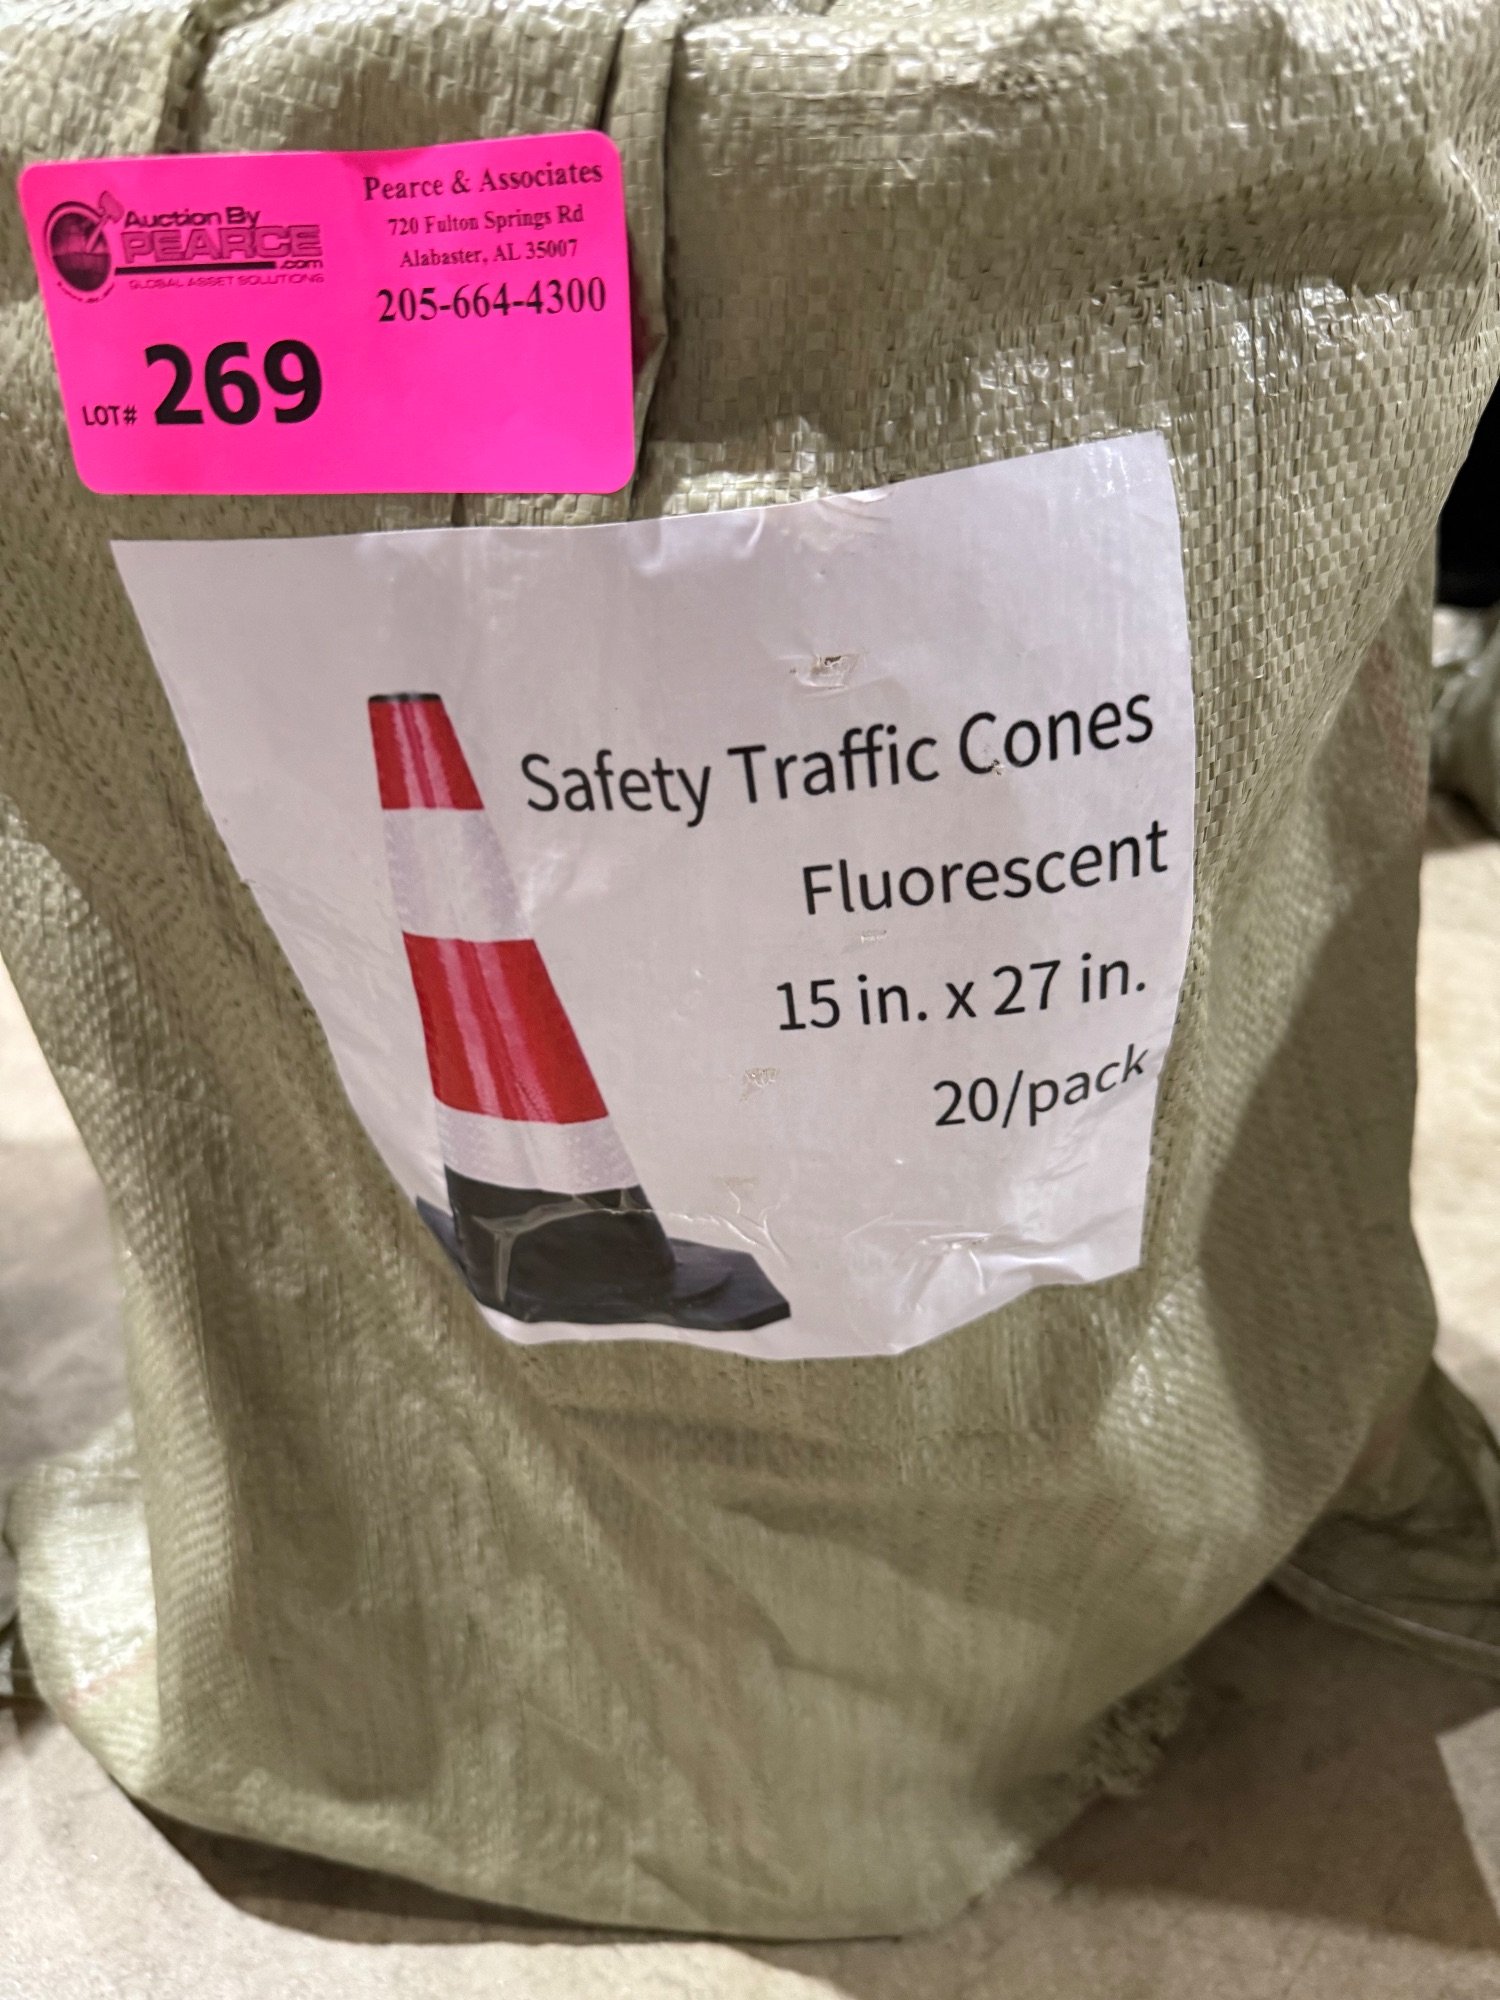 Auction By
PEARCE
.com
GLOBAL ASSET SOLUTIONS
Pearce & Associates
720 Fulton Springs Rd
Alabaster, AL 35007
205-664-4300
LOT# 269
Safety Traffic Cones
Fluorescent
15 in. x 27 in.
20/pack